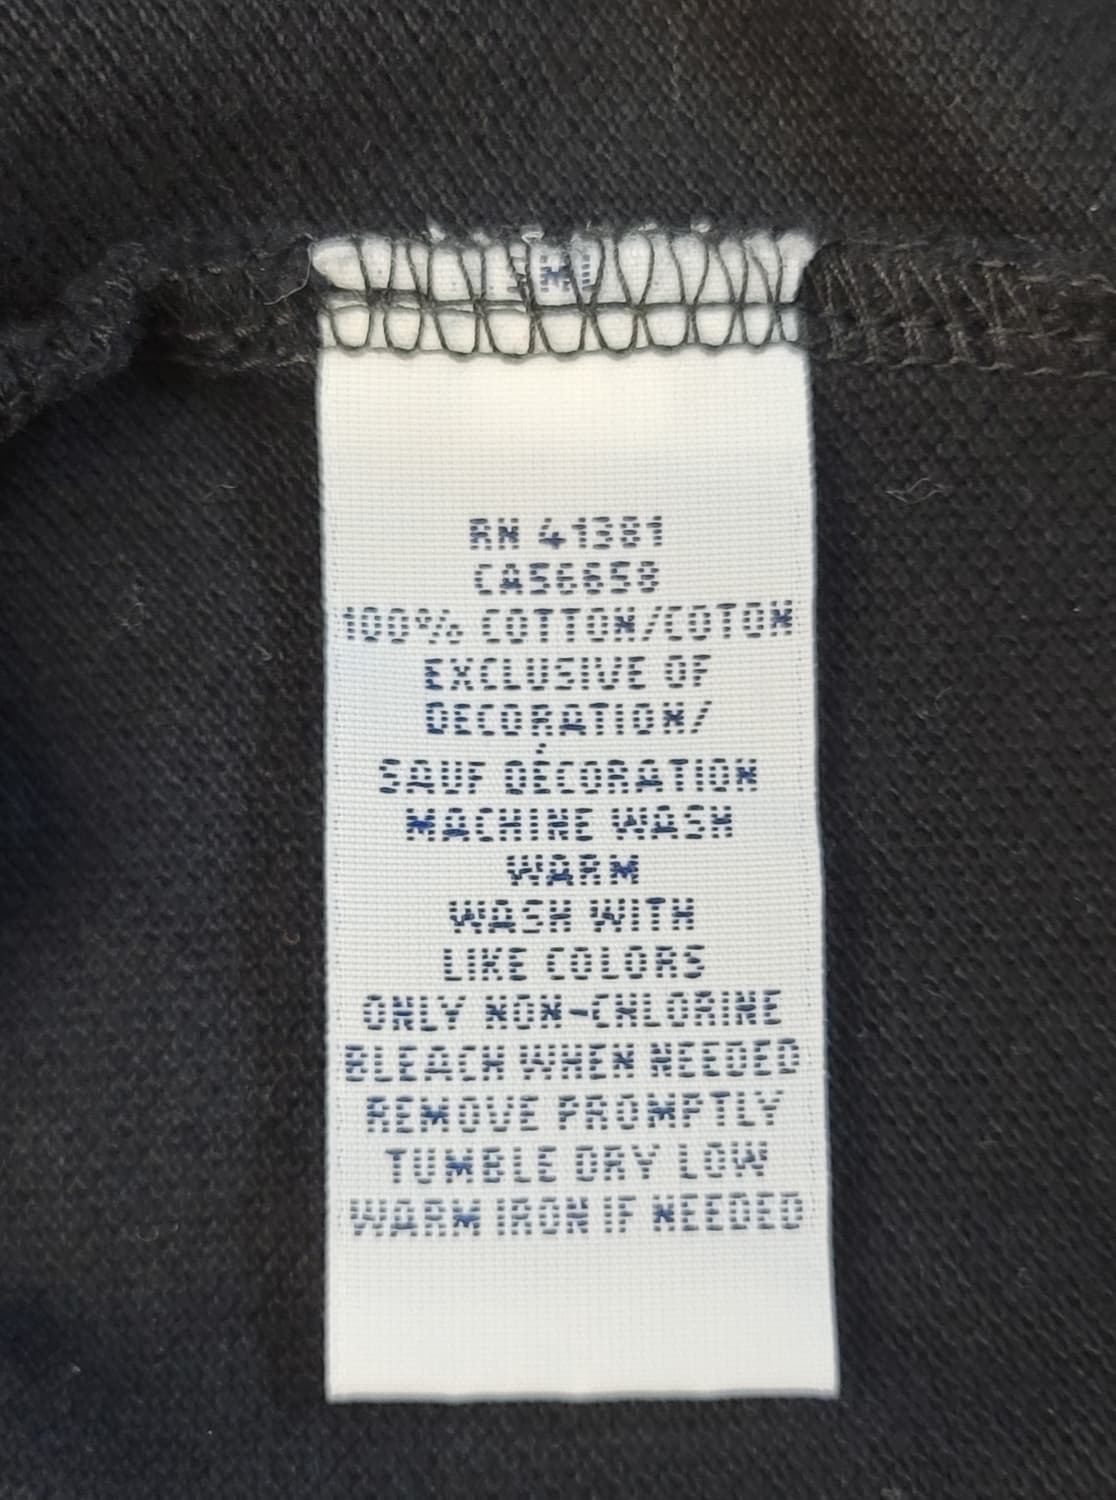 RN 41381
CA56658
100% COTTON/COTON
EXCLUSIVE OF
DECORATION/
SAUF DÉCORATION
MACHINE WASH
WARM
WASH WITH
LIKE COLORS
ONLY NON-CHLORINE
BLEACH WHEN NEEDED
REMOVE PROMPTLY
TUMBLE DRY LOW
WARM IRON IF NEEDED